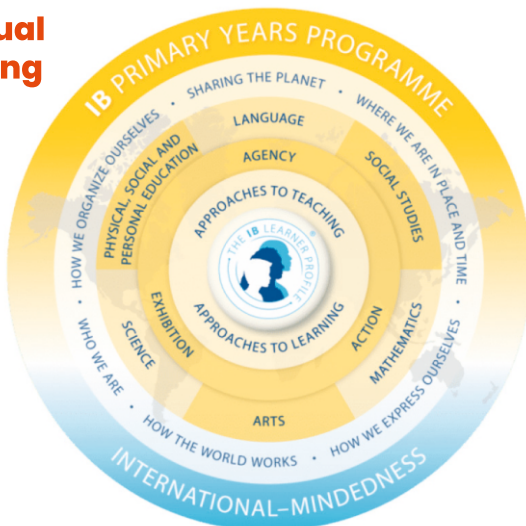 ual
ng
IB PRIMARY YEARS PROGRAMME
SHARING THE PLANET
•
WHERE WE ARE IN PLACE AND TIME
•
HOW WE EXPRESS OURSELVES
•
HOW THE WORLD WORKS
•
WHO WE ARE
•
HOW WE ORGANIZE OURSELVES
•
LANGUAGE
SOCIAL STUDIES
MATHEMATICS
ARTS
SCIENCE
PHYSICAL, SOCIAL AND
PERSONAL EDUCATION
AGENCY
ACTION
EXHIBITION
APPROACHES TO TEACHING
APPROACHES TO LEARNING
THE IB LEARNER PROFILE
®
INTERNATIONAL–MINDEDNESS